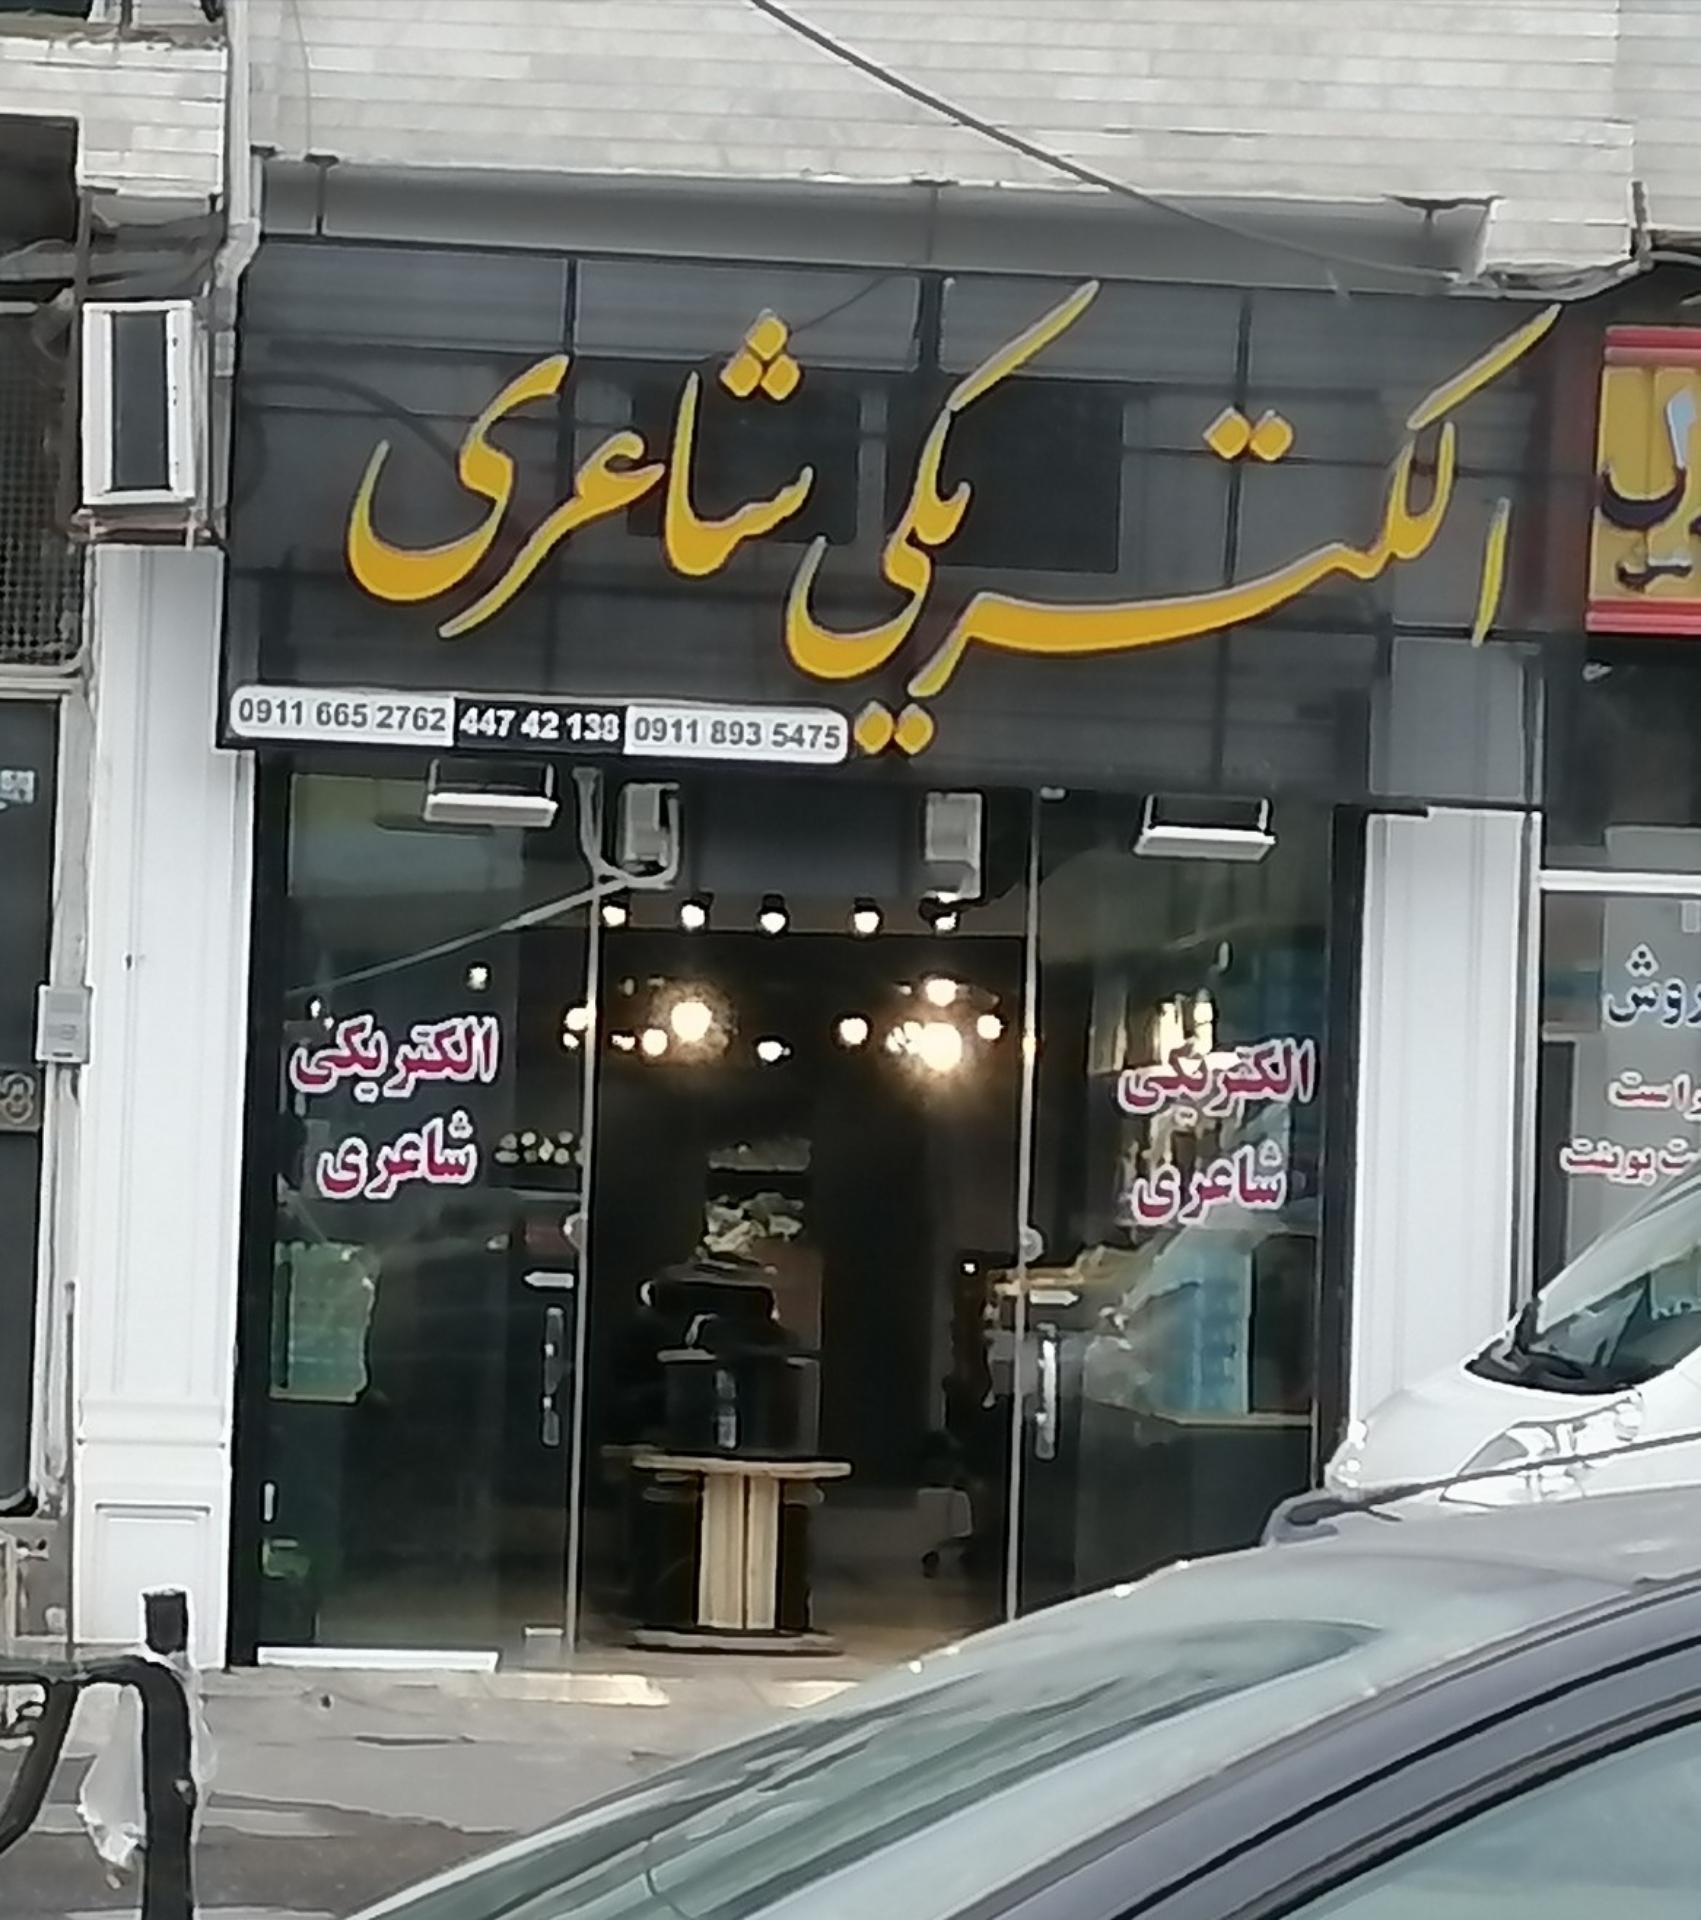 الکتریکی شاعری
0911 665 2762 447 42 138 0911 893 5475
الکتریکی
شاعری
الکتریکی
شاعری